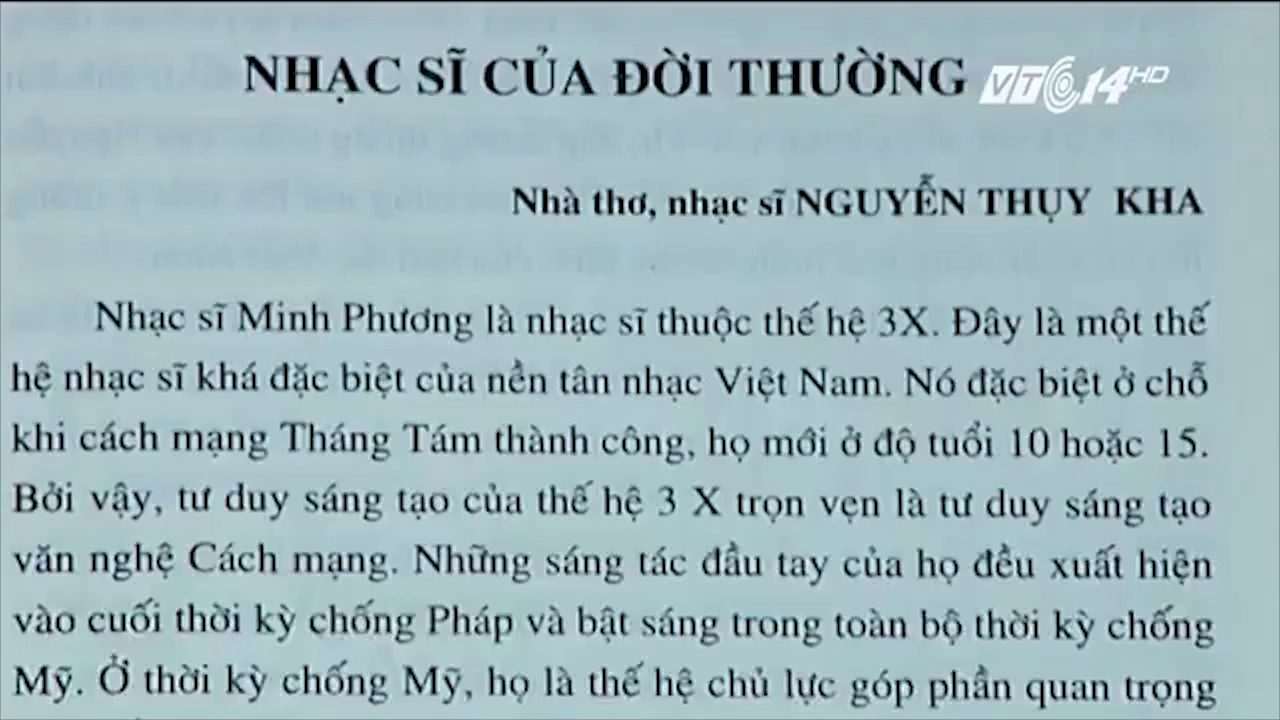 NHẠC SĨ CỦA ĐỜI THƯỜNG
VTC14 HD
Nhà thơ, nhạc sĩ NGUYỄN THỤY KHA
Nhạc sĩ Minh Phương là nhạc sĩ thuộc thế hệ 3X. Đây là một thế
hệ nhạc sĩ khá đặc biệt của nền tân nhạc Việt Nam. Nó đặc biệt ở chỗ
khi cách mạng Tháng Tám thành công, họ mới ở độ tuổi 10 hoặc 15.
Bởi vậy, tư duy sáng tạo của thế hệ 3 X trọn vẹn là tư duy sáng tạo
văn nghệ Cách mạng. Những sáng tác đầu tay của họ đều xuất hiện
vào cuối thời kỳ chống Pháp và bật sáng trong toàn bộ thời kỳ chống
Mỹ. Ở thời kỳ chống Mỹ, họ là thế hệ chủ lực góp phần quan trọng